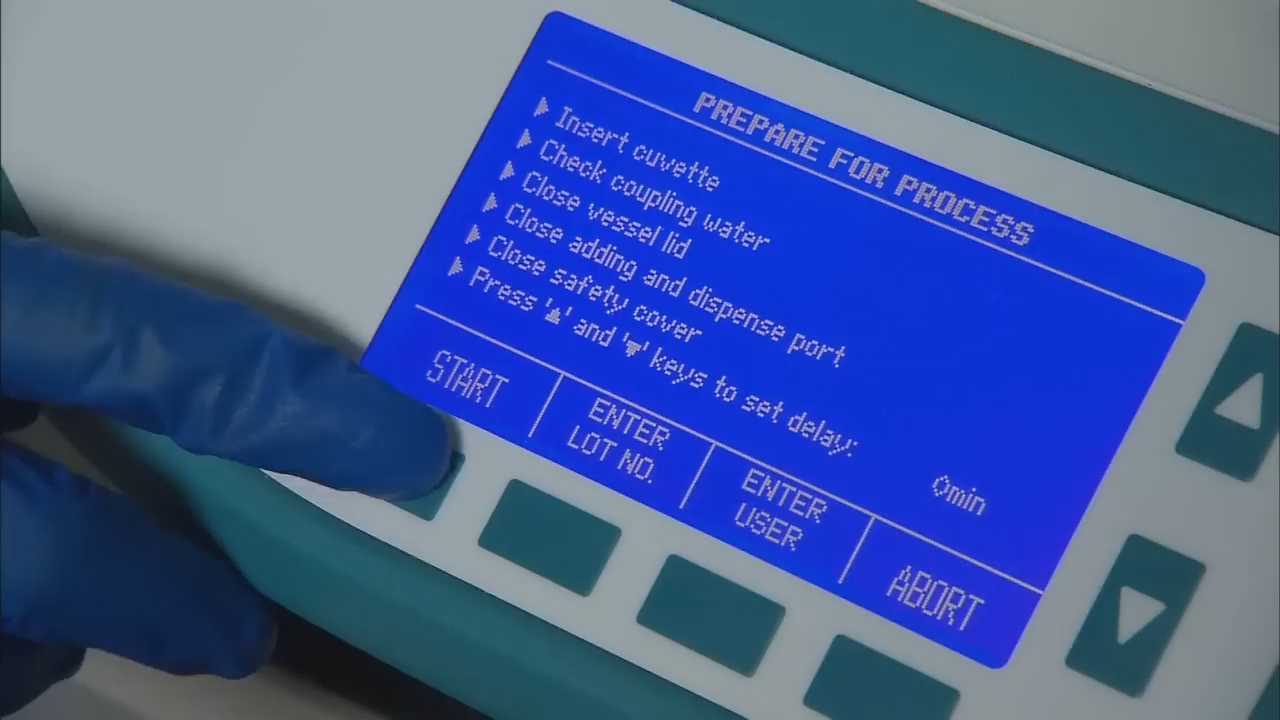 PREPARE FOR PROCESS
Insert cuvette
Check coupling water
Close vessel lid
Close adding and dispense port
Close safety cover
Press '▲' and '▼' keys to set delay:
0min
START
ENTER
LOT NO.
ENTER
USER
ABORT